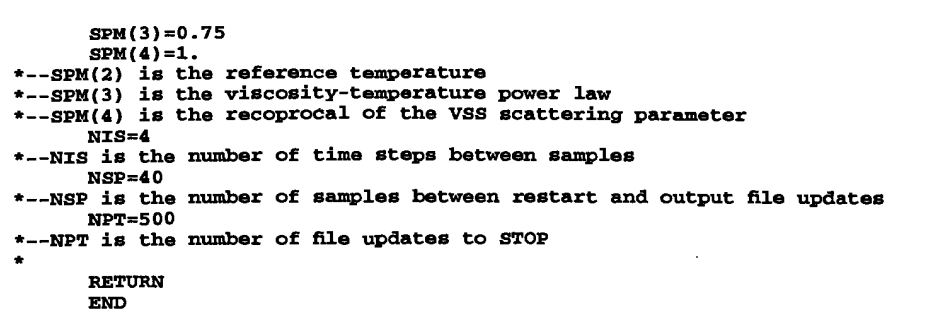 SPM(3)=0.75
SPM(4)=1.
*--SPM(2) is the reference temperature
*--SPM(3) is the viscosity-temperature power law
*--SPM(4) is the recoprocal of the VSS scattering parameter
NIS=4
*--NIS is the number of time steps between samples
NSP=40
*--NSP is the number of samples between restart and output file updates
NPT=500
*--NPT is the number of file updates to STOP
*
RETURN
END